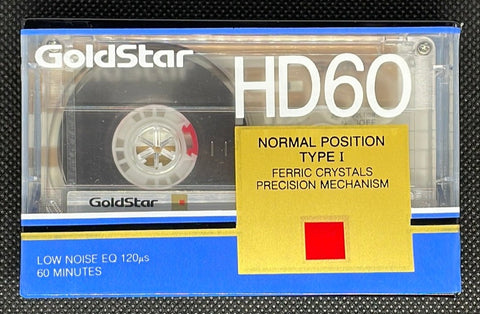 GoldStar
HD60
NORMAL POSITION
TYPE I
FERRIC CRYSTALS
PRECISION MECHANISM
GoldStar
LOW NOISE EQ 120µs
60 MINUTES